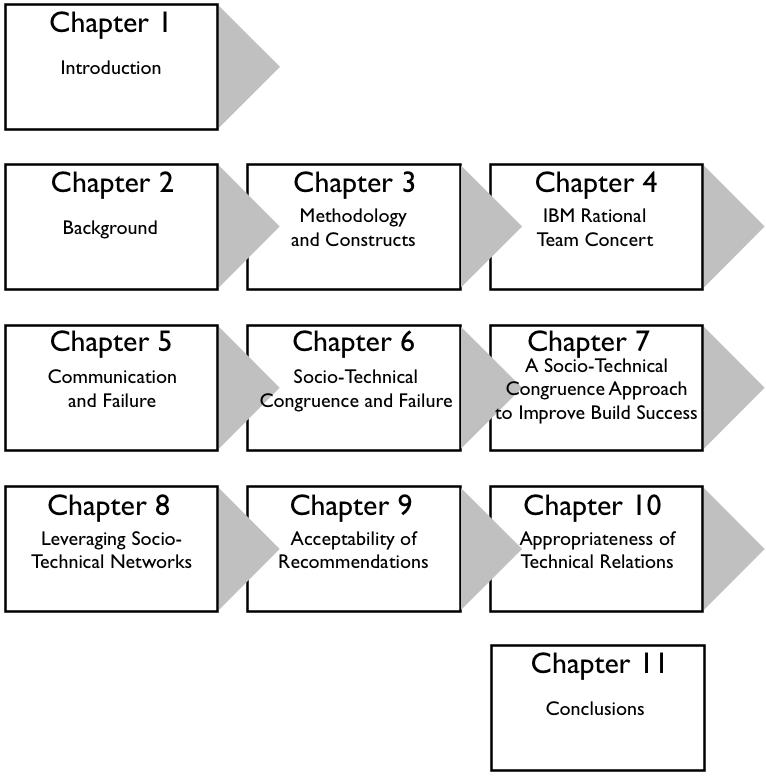 Chapter 1
Introduction
Chapter 2
Background
Chapter 3
Methodology
and Constructs
Chapter 4
IBM Rational
Team Concert
Chapter 5
Communication
and Failure
Chapter 6
Socio-Technical
Congruence and Failure
Chapter 7
A Socio-Technical
Congruence Approach
to Improve Build Success
Chapter 8
Leveraging Socio-
Technical Networks
Chapter 9
Acceptability of
Recommendations
Chapter 10
Appropriateness of
Technical Relations
Chapter 11
Conclusions